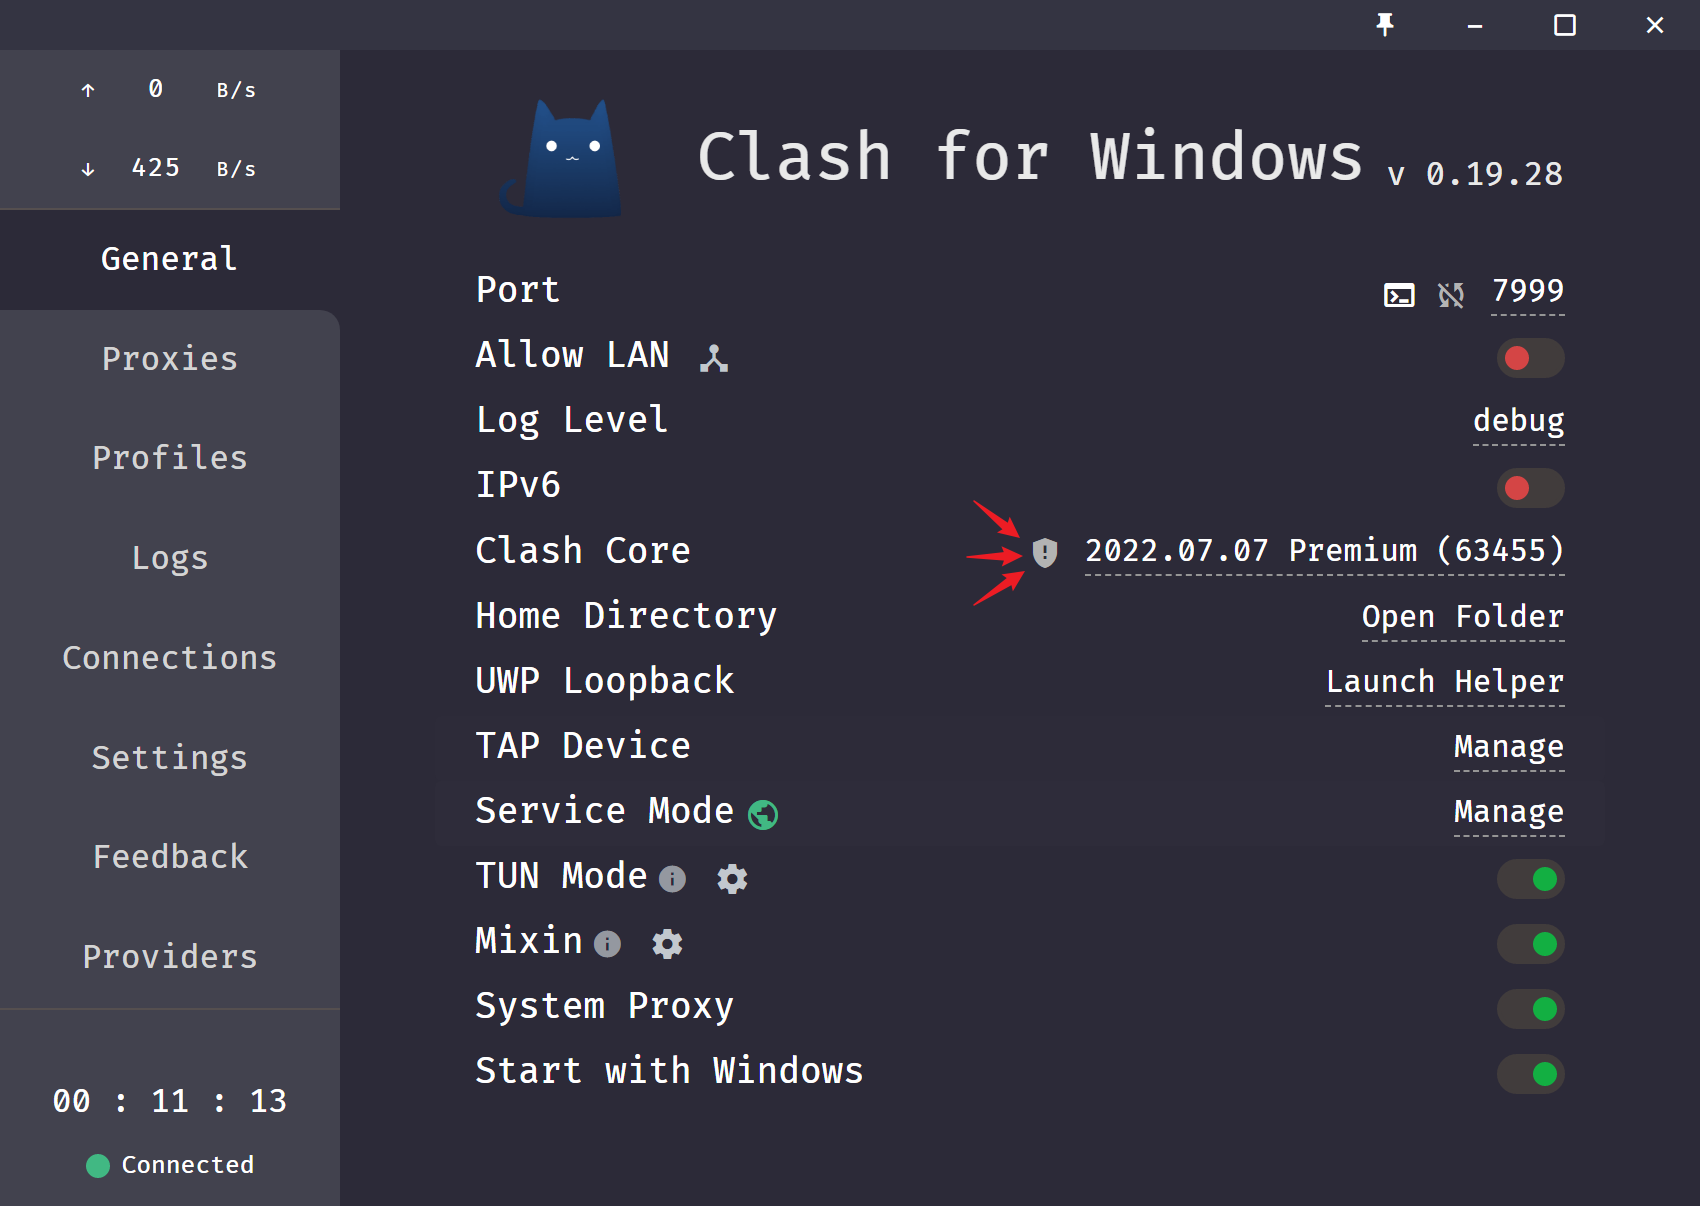 ↑ 0 B/s
↓ 425 B/s
General
Proxies
Profiles
Logs
Connections
Settings
Feedback
Providers
00 : 11 : 13
Connected
Clash for Windows v 0.19.28
Port 7999
Allow LAN
Log Level debug
IPv6
Clash Core 2022.07.07 Premium (63455)
Home Directory Open Folder
UWP Loopback Launch Helper
TAP Device Manage
Service Mode Manage
TUN Mode
Mixin
System Proxy
Start with Windows